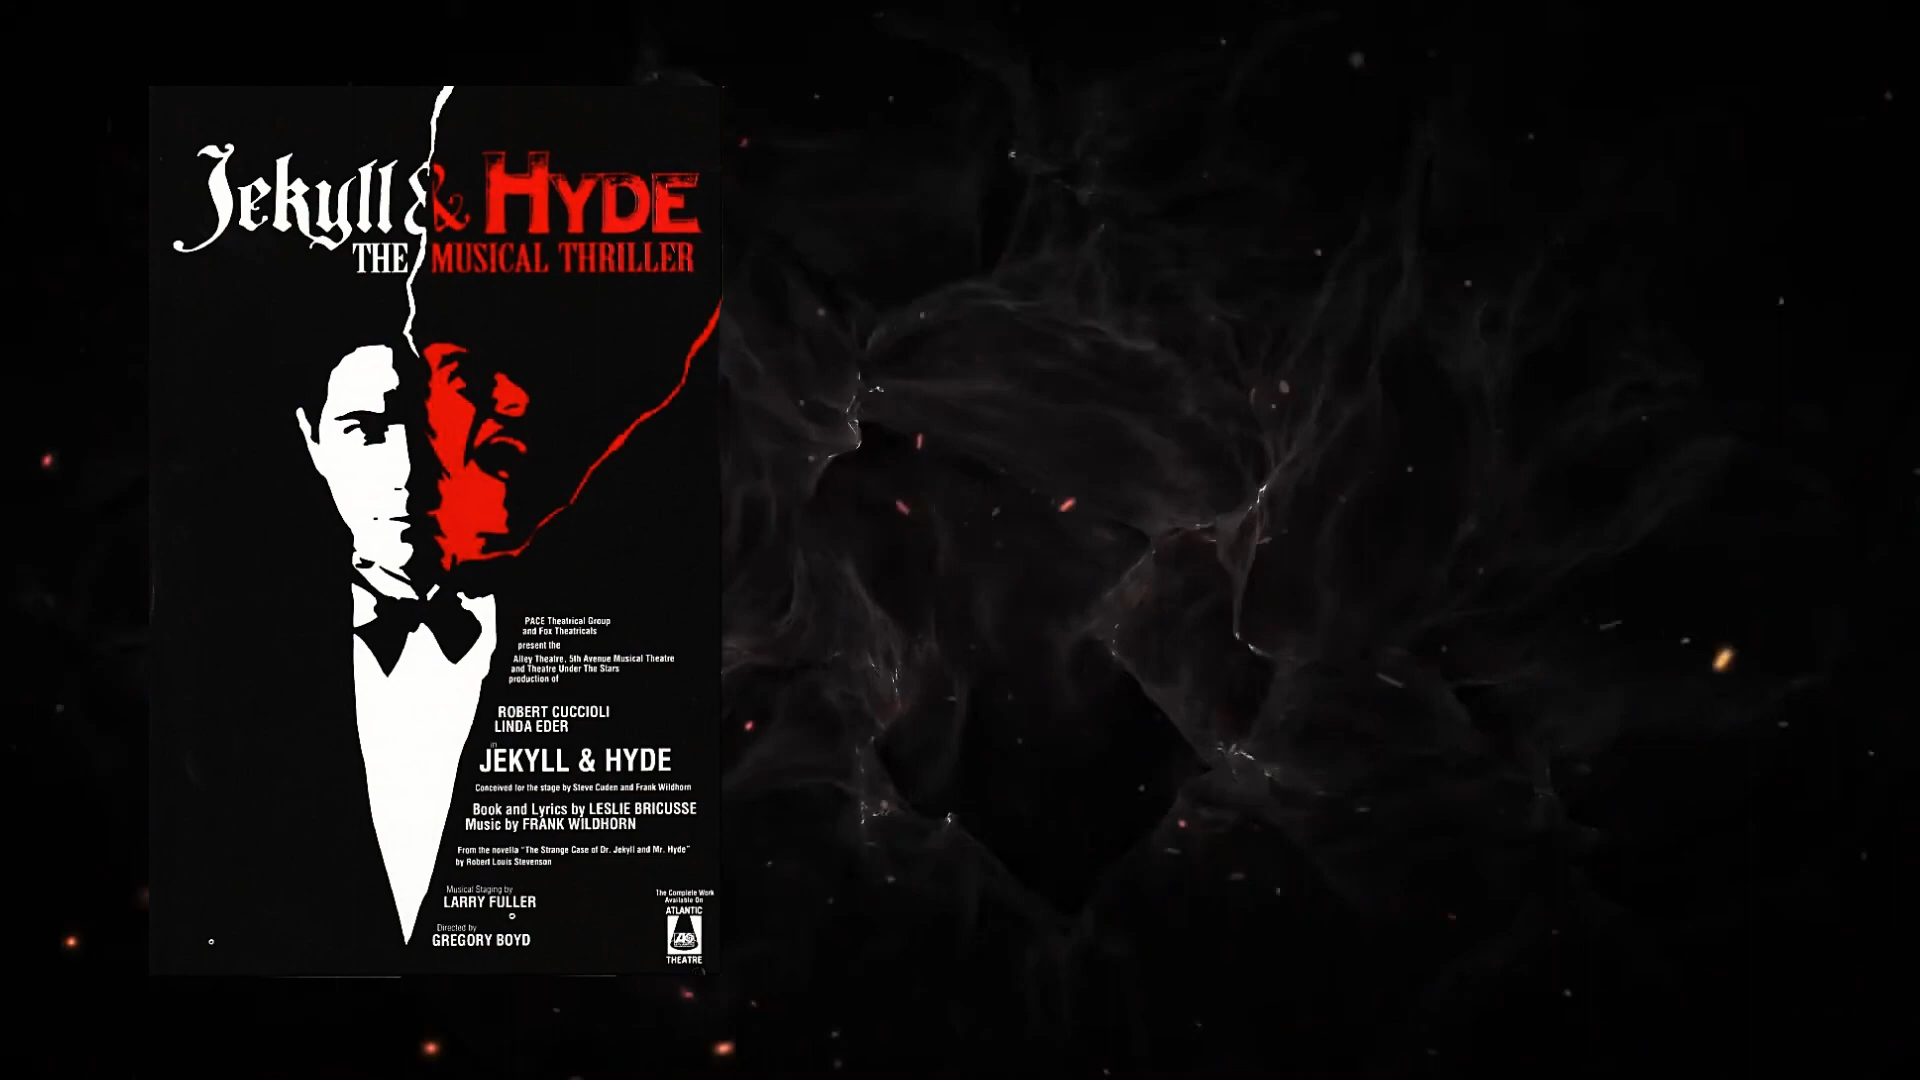 Jekyll & HYDE
THE MUSICAL THRILLER
PACE Theatrical Group
and Fox Theatricals
present the
Alley Theatre, 5th Avenue Musical Theatre
and Theatre Under The Stars
production of
ROBERT CUCCIOLI
LINDA EDER
in
JEKYLL & HYDE
Conceived for the stage by Steve Cuden and Frank Wildhorn
Book and Lyrics by LESLIE BRICUSSE
Music by FRANK WILDHORN
From the novella "The Strange Case of Dr. Jekyll and Mr. Hyde"
by Robert Louis Stevenson
Musical Staging by
LARRY FULLER
Directed by
GREGORY BOYD
The Complete Work
Available On
ATLANTIC
THEATRE